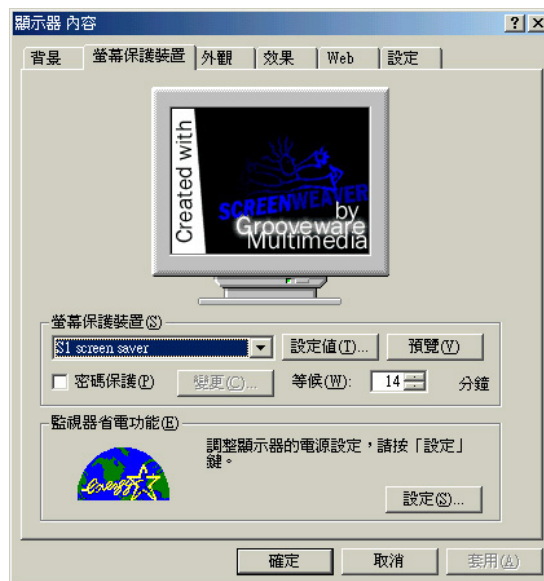 顯示器 內容
背景 螢幕保護裝置 外觀 效果 Web 設定
Created with
SCREENWEAVER
by
Grooveware
Multimedia
螢幕保護裝置(S)
S1 screen saver 設定值(T)... 預覽(V)
密碼保護(P) 變更(C)... 等候(W): 14 分鐘
監視器省電功能(E)
調整顯示器的電源設定，請按「設定」
鍵。
Energy
設定(S)...
確定 取消 套用(A)